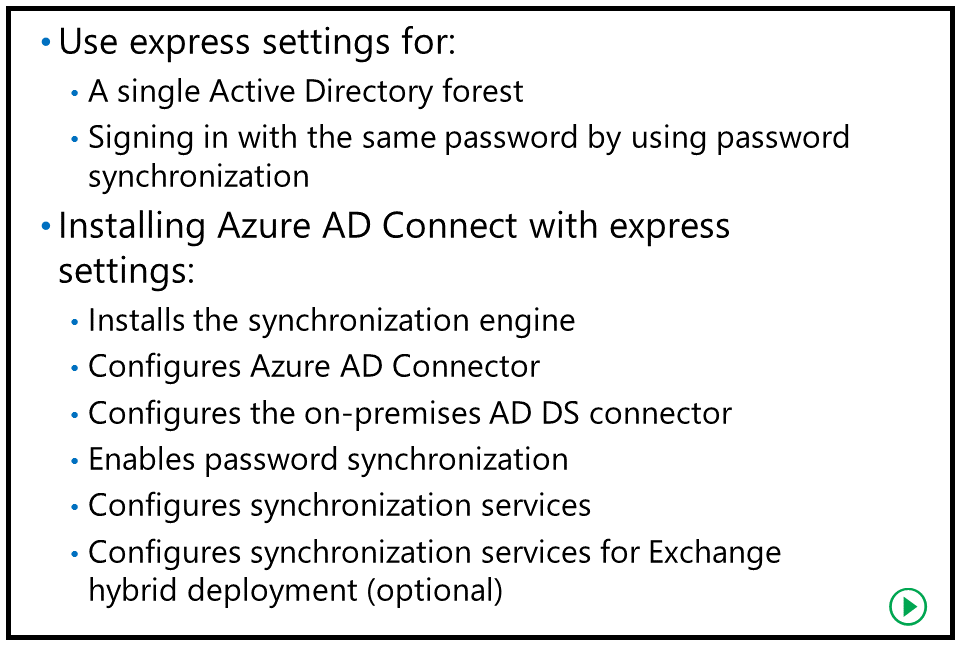 • Use express settings for:
• A single Active Directory forest
• Signing in with the same password by using password
synchronization
• Installing Azure AD Connect with express
settings:
• Installs the synchronization engine
• Configures Azure AD Connector
• Configures the on-premises AD DS connector
• Enables password synchronization
• Configures synchronization services
• Configures synchronization services for Exchange
hybrid deployment (optional)